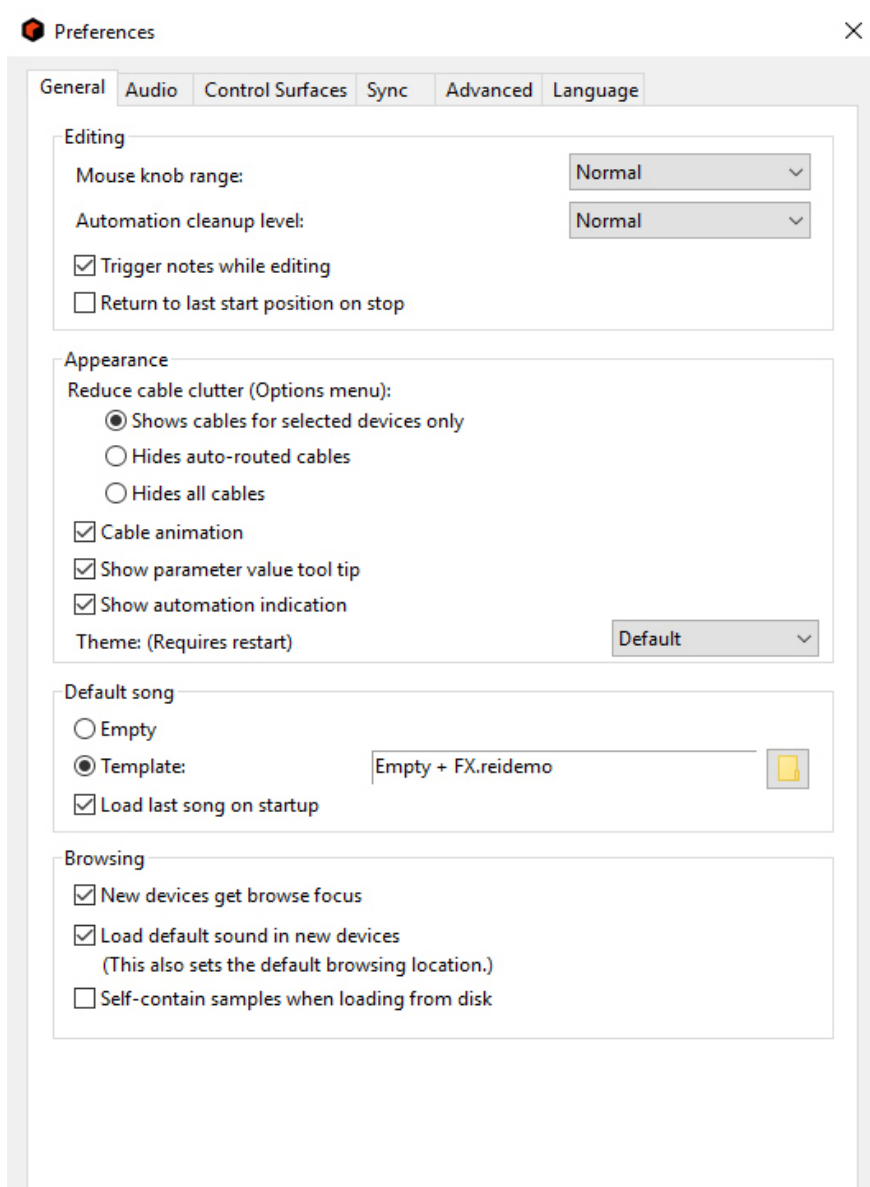 Preferences
General Audio Control Surfaces Sync Advanced Language
Editing
Mouse knob range: Normal
Automation cleanup level: Normal
Trigger notes while editing
Return to last start position on stop
Appearance
Reduce cable clutter (Options menu):
Shows cables for selected devices only
Hides auto-routed cables
Hides all cables
Cable animation
Show parameter value tool tip
Show automation indication
Theme: (Requires restart) Default
Default song
Empty
Template: Empty + FX.reidemo
Load last song on startup
Browsing
New devices get browse focus
Load default sound in new devices
(This also sets the default browsing location.)
Self-contain samples when loading from disk